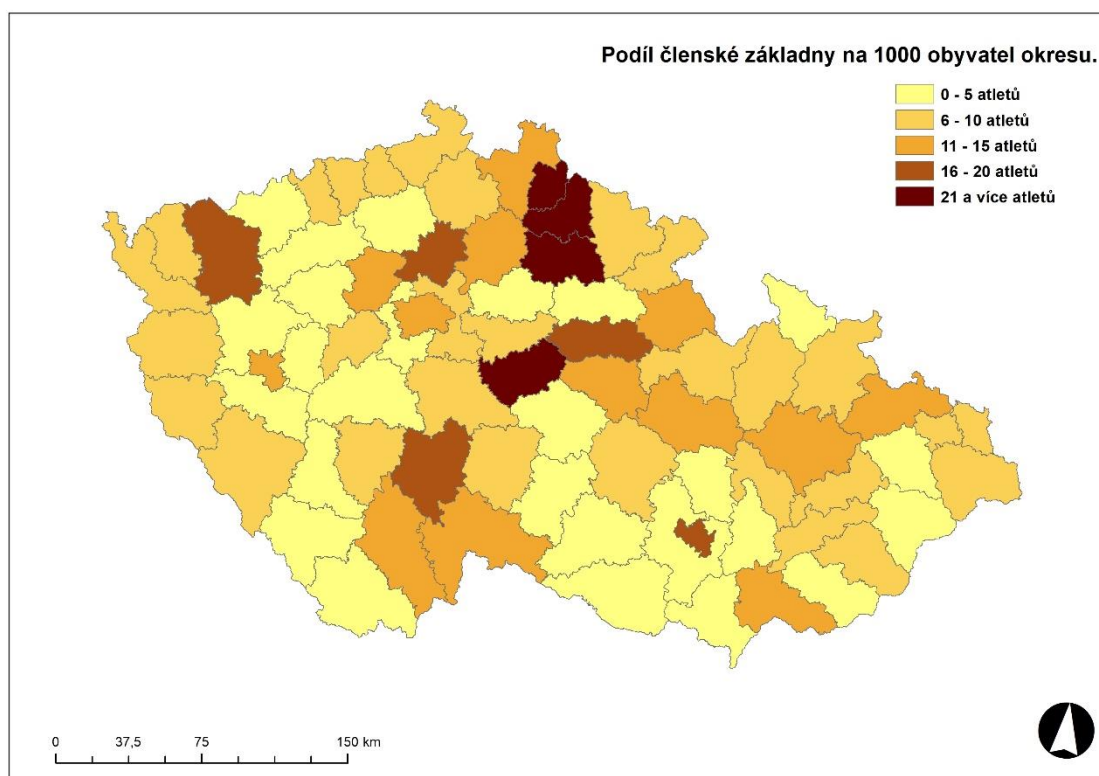 Podíl členské základny na 1000 obyvatel okresu.
0 - 5 atletů
6 - 10 atletů
11 - 15 atletů
16 - 20 atletů
21 a více atletů
0 37,5 75 150 km